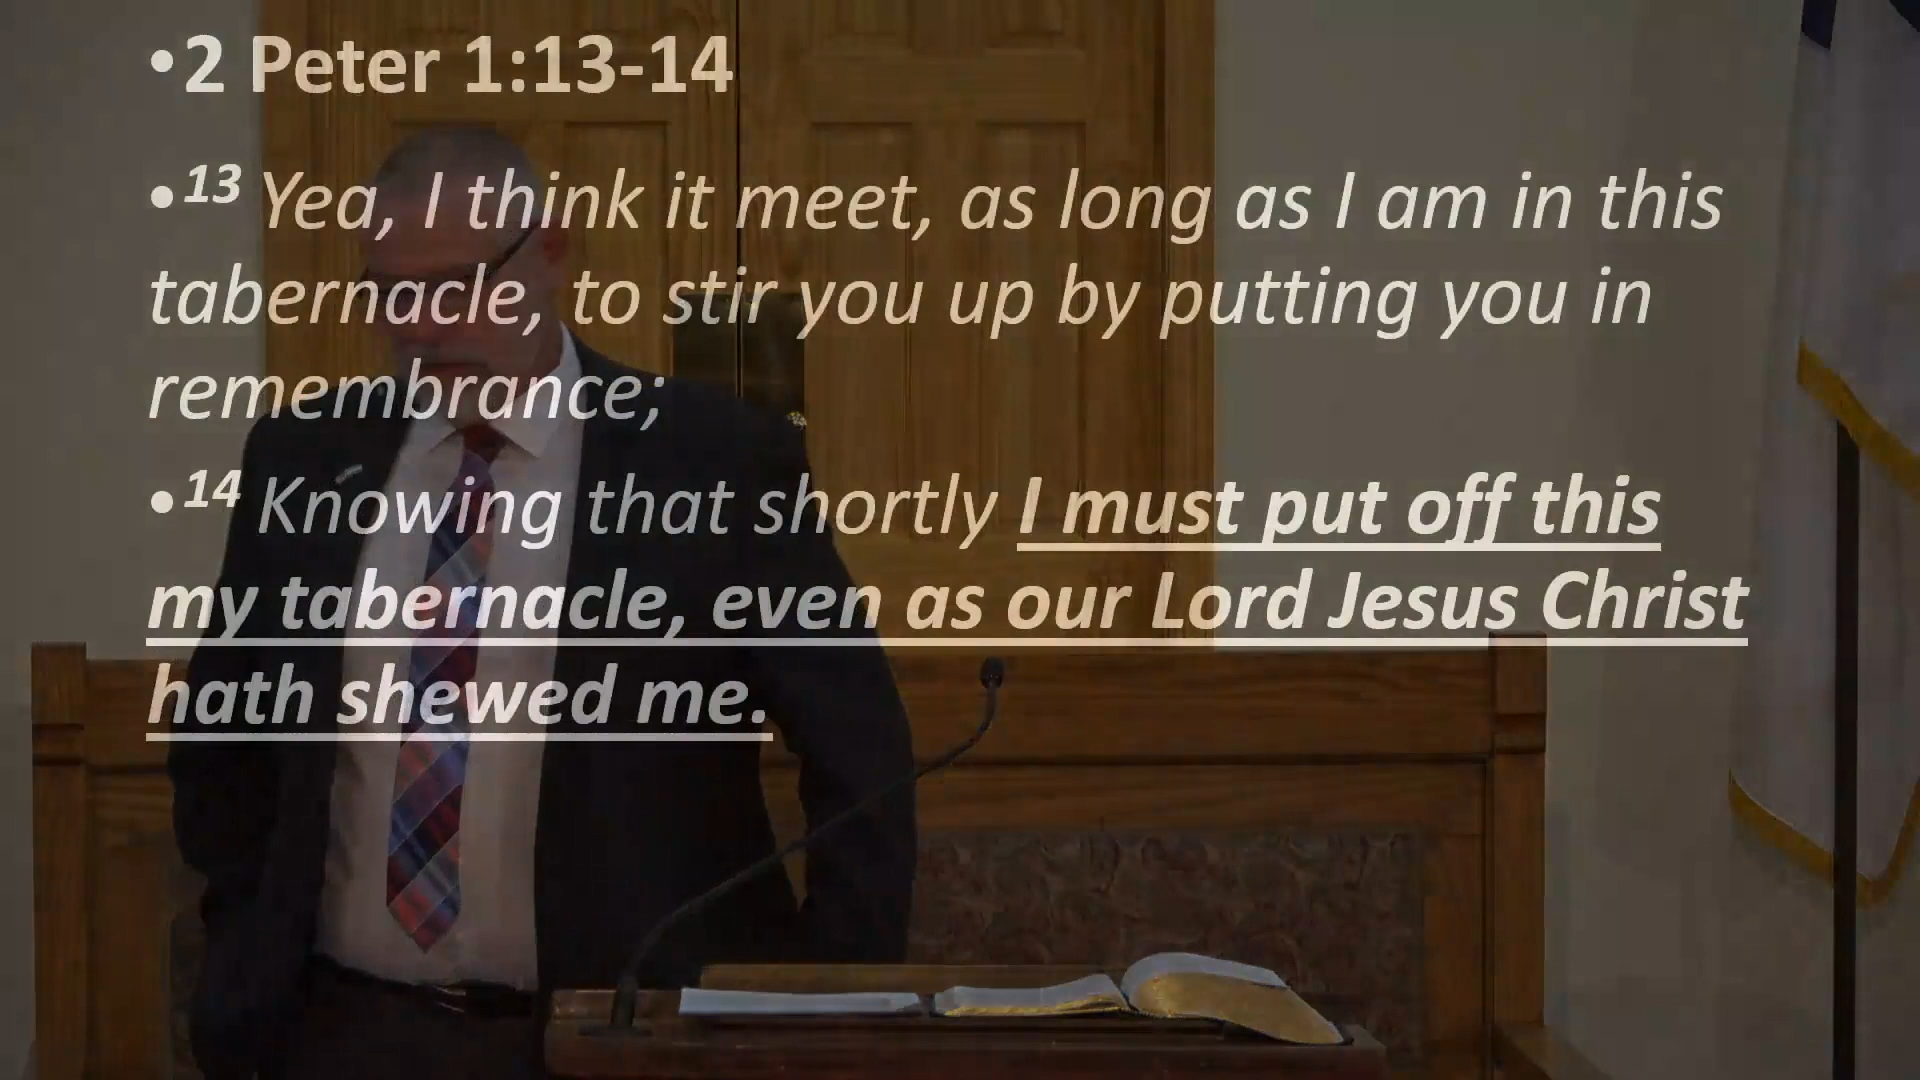 •2 Peter 1:13-14
•13 Yea, I think it meet, as long as I am in this
tabernacle, to stir you up by putting you in
remembrance;
•14 Knowing that shortly I must put off this
my tabernacle, even as our Lord Jesus Christ
hath shewed me.